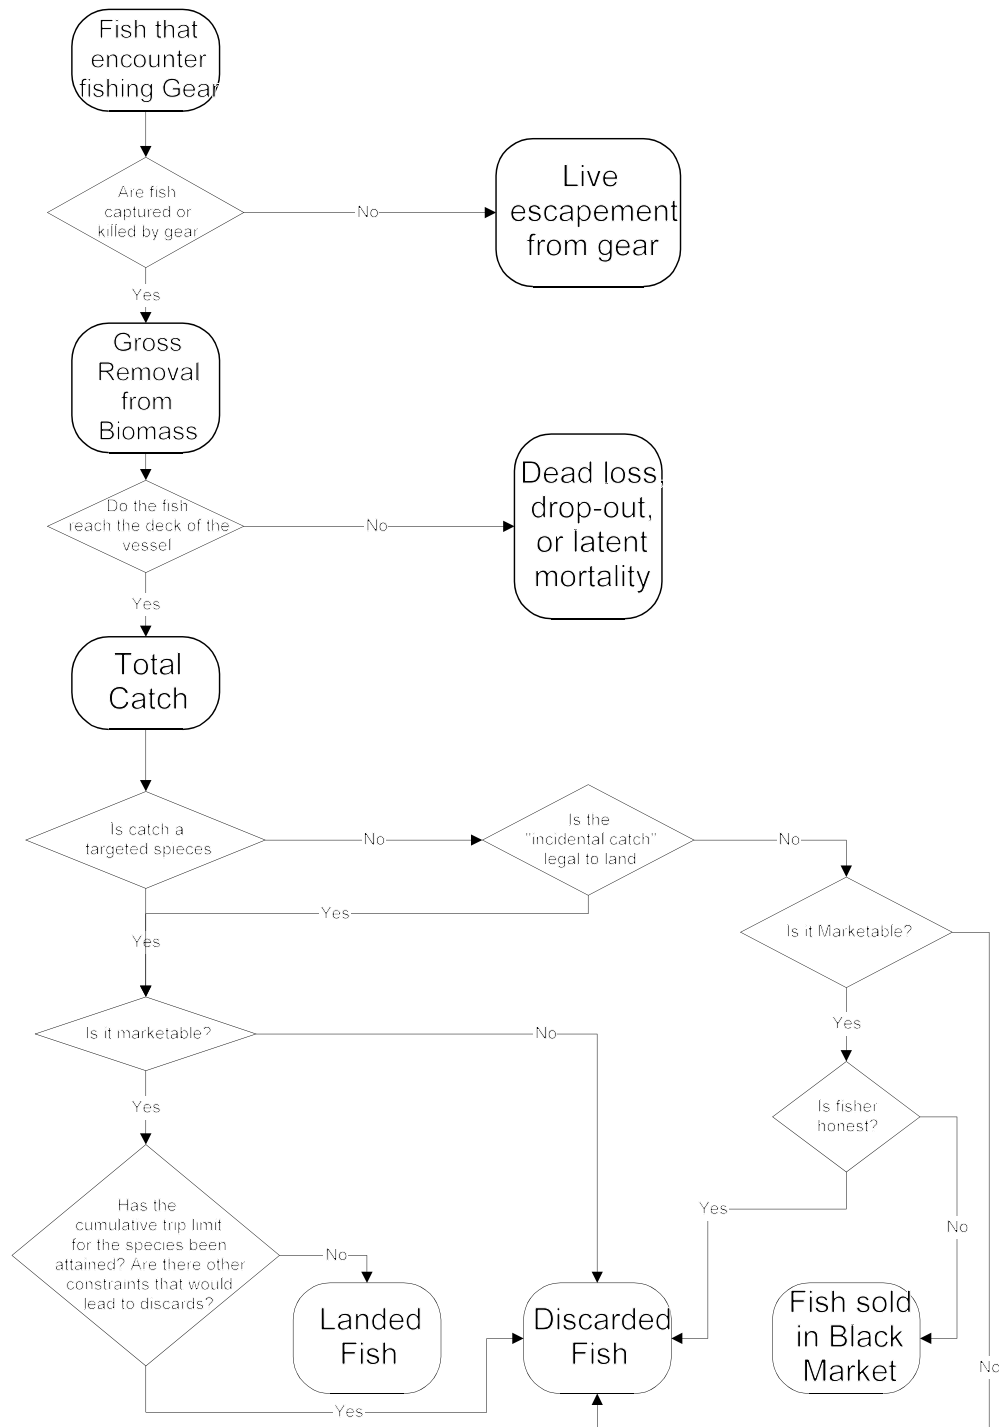 Fish that
encounter
fishing Gear
Are fish
captured or
killed by gear
No
Live
escapement
from gear
Yes
Gross
Removal
from
Biomass
Do the fish
reach the deck of the
vessel
No
Dead loss,
drop-out,
or latent
mortality
Yes
Total
Catch
Is catch a
targeted spieces
No
Is the
"incidental catch"
legal to land
No
Yes
Yes
Is it Marketable?
Is it marketable?
No
Yes
Yes
Is fisher
honest?
Has the
cumulative trip limit
for the species been
attained? Are there other
constraints that would
lead to discards?
No
Yes
No
Landed
Fish
Discarded
Fish
Fish sold
in Black
Market
No
Yes